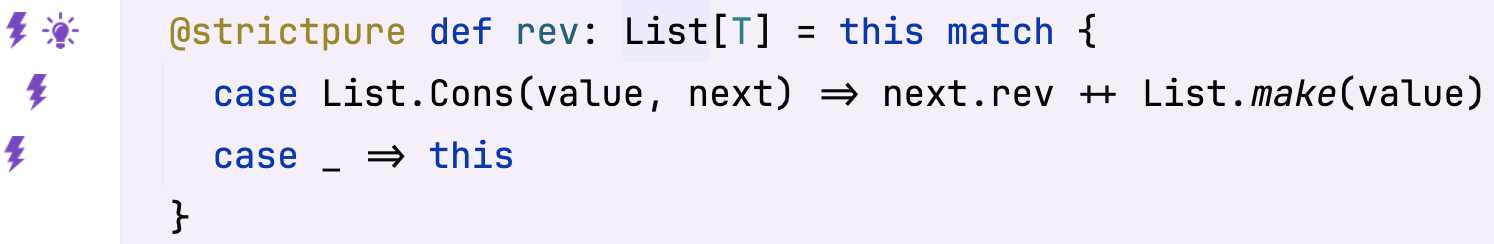 @strictpure def rev: List[T] = this match {
case List.Cons(value, next) => next.rev ++ List.make(value)
case _ => this
}